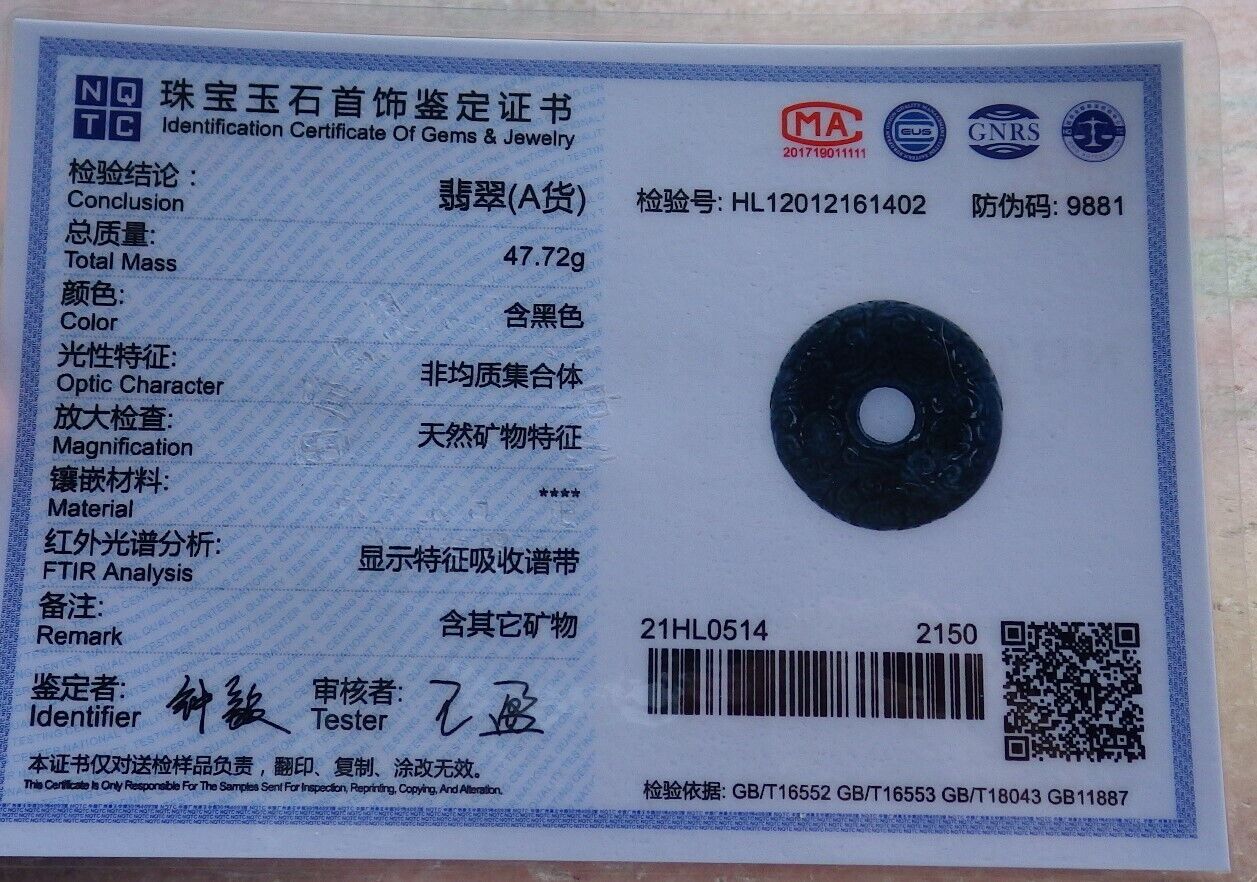 NQ
TC
珠宝玉石首饰鉴定证书
Identification Certificate Of Gems & Jewelry
检验结论：
Conclusion
翡翠(A货)
总质量:
Total Mass
47.72g
颜色:
Color
含黑色
光性特征:
Optic Character
非均质集合体
放大检查:
Magnification
天然矿物特征
镶嵌材料:
Material
****
红外光谱分析:
FTIR Analysis
显示特征吸收谱带
备注:
Remark
含其它矿物
鉴定者:
Identifier
审核者:
Tester
本证书仅对送检样品负责，翻印、复制、涂改无效。
This Certificate Is Only Responsible For The Samples Sent For Inspection, Reprinting, Copying, And Alteration.
MA
201719011111
GUS
GNRS
检验号: HL12012161402 防伪码: 9881
21HL0514 2150
检验依据: GB/T16552 GB/T16553 GB/T18043 GB11887